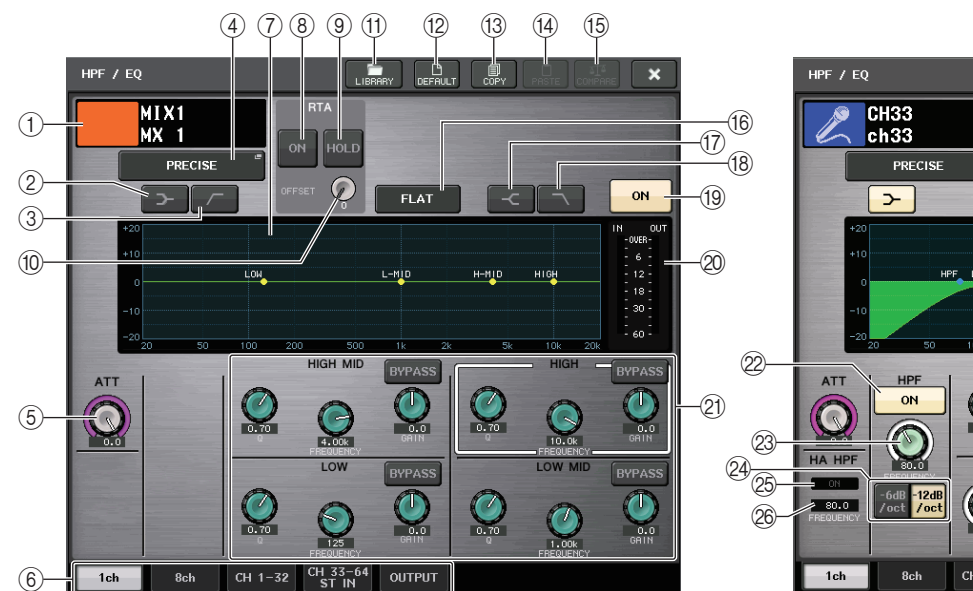 ④ ⑦ ⑧ ⑨ ⑪ ⑫ ⑬ ⑭ ⑮
HPF / EQ
LIBRARY
DEFAULT
COPY
PASTE
COMPARE
×
①
MIX1
MX 1
PRECISE
②
③
RTA
ON
HOLD
OFFSET
0
⑩
FLAT
ON
⑯
⑰
⑱
⑲
⑳
+20
+10
0
-10
-20
LOW
L-MID
H-MID
HIGH
20 50 100 200 500 1k 2k 5k 10k 20k
IN OUT
-OVER-
6
12
18
30
60
ATT
⑤
0.0
HIGH MID
BYPASS
0.70
Q
4.00k
FREQUENCY
0.0
GAIN
HIGH
BYPASS
0.70
Q
10.0k
FREQUENCY
0.0
GAIN
㉑
LOW
BYPASS
0.70
Q
125
FREQUENCY
0.0
GAIN
LOW MID
BYPASS
0.70
Q
1.00k
FREQUENCY
0.0
GAIN
⑥
1ch
8ch
CH 1-32
CH 33-64
ST IN
OUTPUT
HPF / EQ
CH33
ch33
PRECISE
+20
+10
0
-10
-20
HPF
20 50
㉒
ATT
0.0
HPF
ON
㉓
80.0
FREQUENCY
㉔
-6dB
/oct
-12dB
/oct
HA HPF
㉕
ON
㉖
80.0
FREQUENCY
1ch
8ch